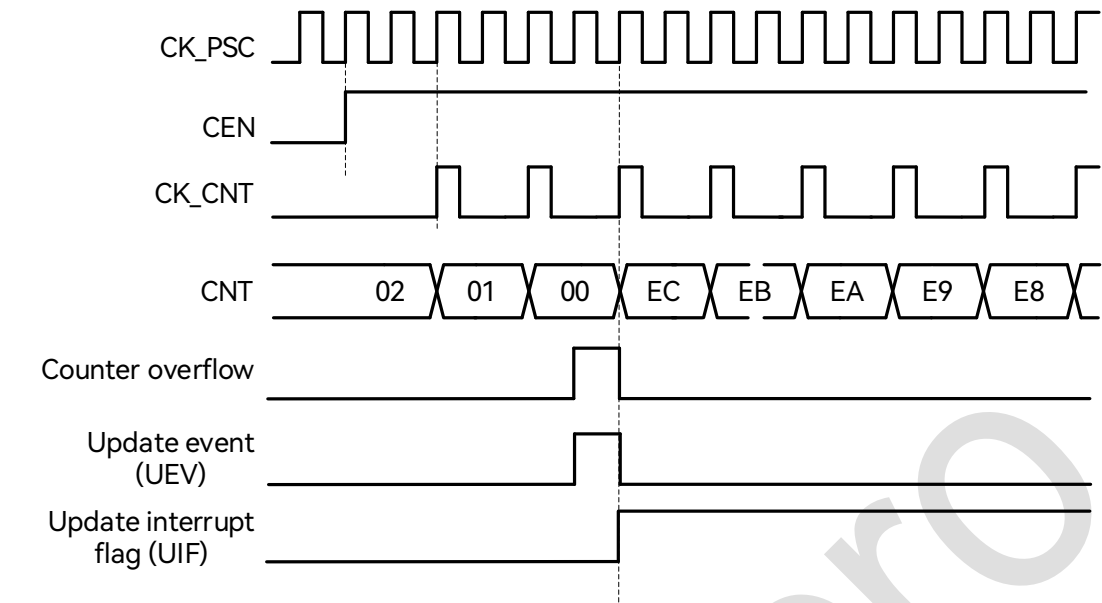 CK_PSC
CEN
CK_CNT
CNT 02 01 00 EC EB EA E9 E8
Counter overflow
Update event
(UEV)
Update interrupt
flag (UIF)